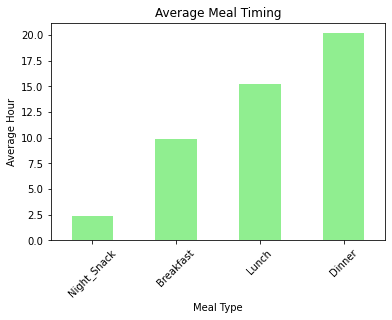 Average Meal Timing
Average Hour
20.0
17.5
15.0
12.5
10.0
7.5
5.0
2.5
0.0
Night_Snack
Breakfast
Lunch
Dinner
Meal Type